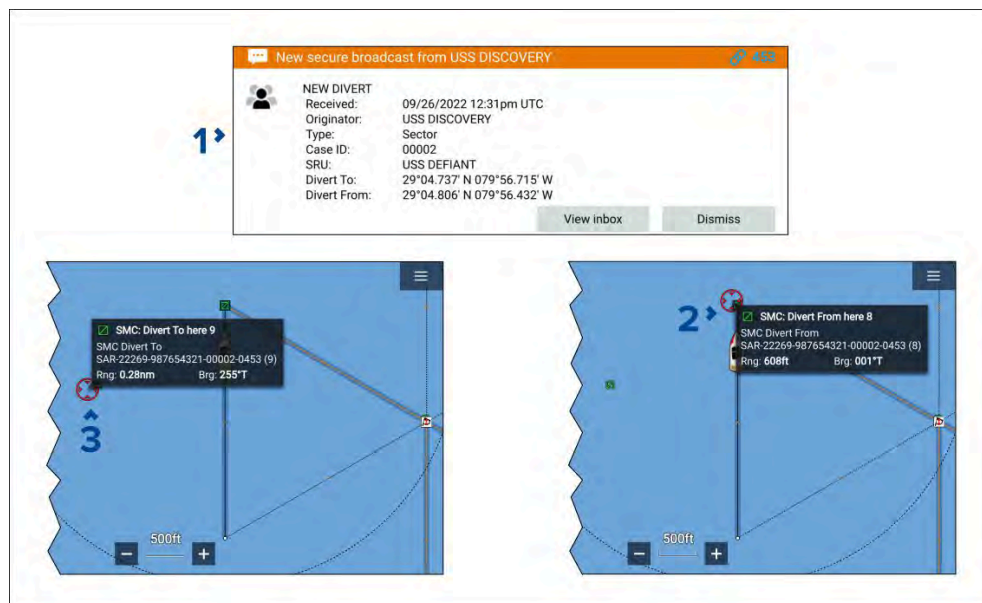 New secure broadcast from USS DISCOVERY 453
NEW DIVERT
Received: 09/26/2022 12:31pm UTC
Originator: USS DISCOVERY
Type: Sector
Case ID: 00002
SRU: USS DEFIANT
Divert To: 29°04.737' N 079°56.715' W
Divert From: 29°04.806' N 079°56.432' W
View inbox Dismiss
1
SMC: Divert To here 9
SMC Divert To
SAR-22269-987654321-00002-0453 (9)
Rng: 0.28nm Brg: 255°T
3
500ft
2
SMC: Divert From here 8
SMC Divert From
SAR-22269-987654321-00002-0453 (8)
Rng: 608ft Brg: 001°T
500ft